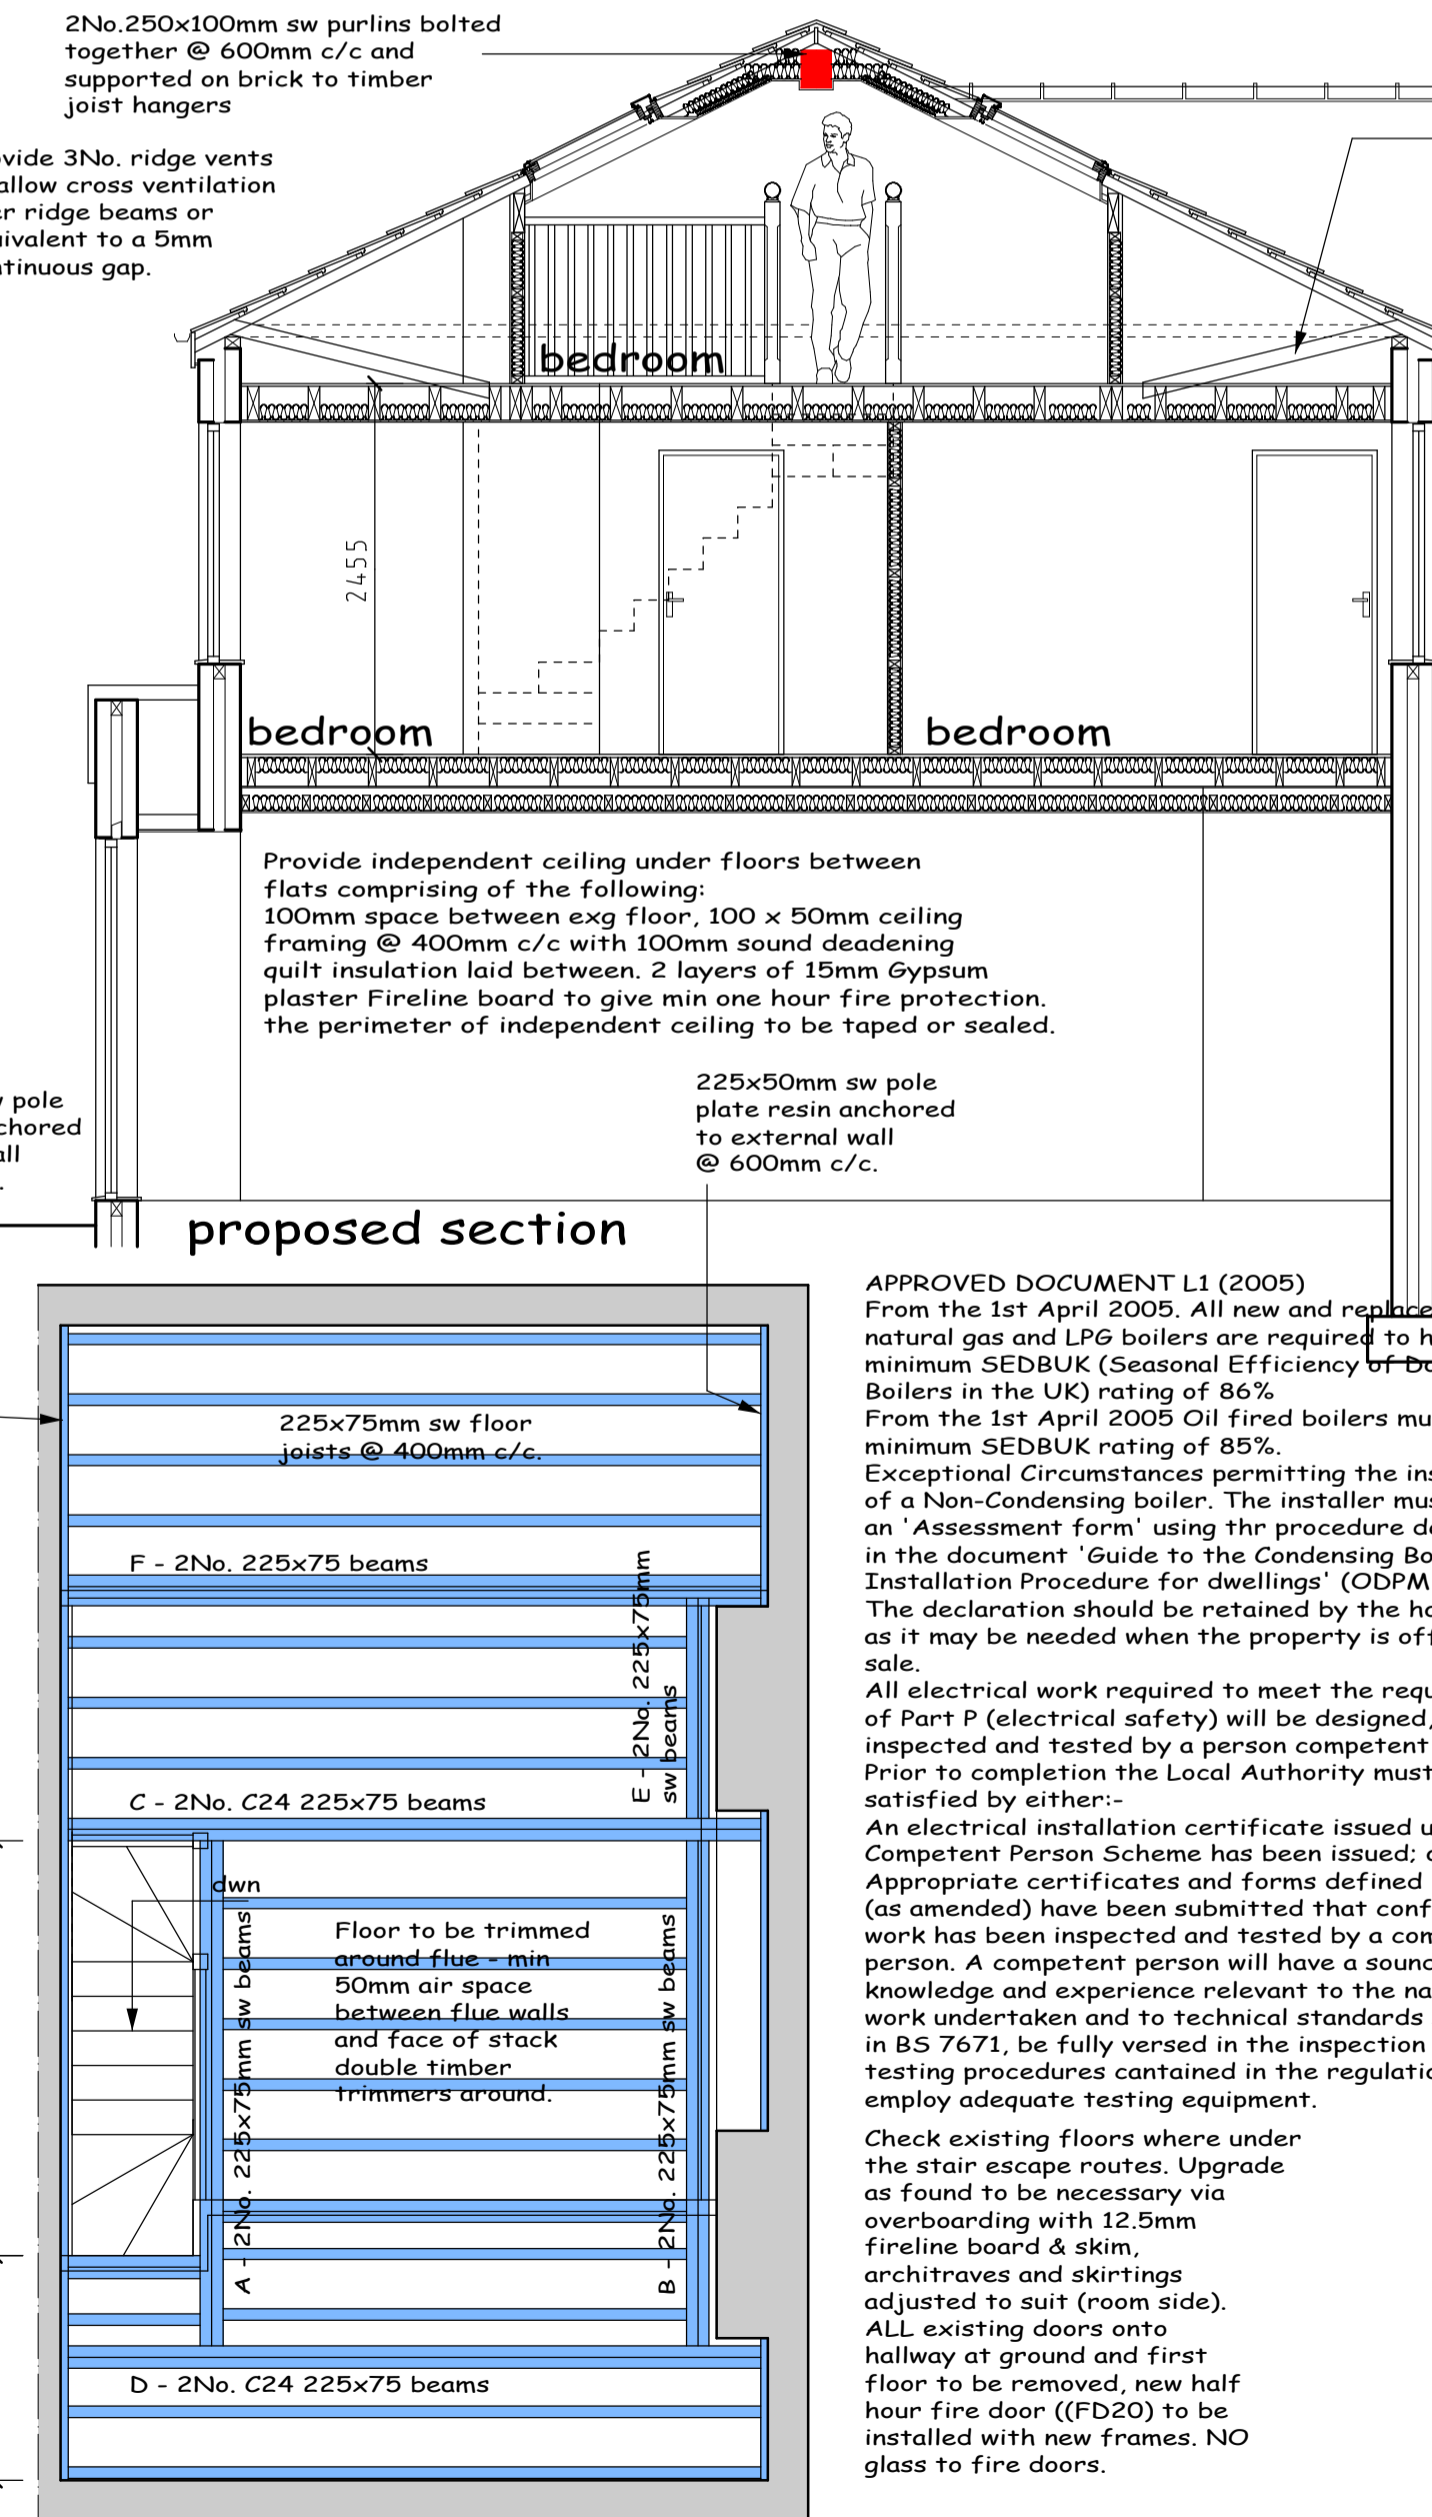 2No.250x100mm sw purlins bolted
together @ 600mm c/c and
supported on brick to timber
joist hangers
3No. ridge vents
allow cross ventilation
ridge beams or
to a 5mm
gap.
bedroom
2455
bedroom
bedroom
Provide independent ceiling under floors between
flats comprising of the following:
100mm space between exg floor, 100 x 50mm ceiling
framing @ 400mm c/c with 100mm sound deadening
quilt insulation laid between. 2 layers of 15mm Gypsum
plaster Fireline board to give min one hour fire protection.
the perimeter of independent ceiling to be taped or sealed.
pole
225x50mm sw pole
plate resin anchored
to external wall
@ 600mm c/c.
proposed section
225x75mm sw floor
joists @ 400mm c/c.
F - 2No. 225x75 beams
E - 2No. 225x75mm
sw beams
C - 2No. C24 225x75 beams
dwn
A - 2No. 225x75mm sw beams
Floor to be trimmed
around flue - min
50mm air space
between flue walls
and face of stack
double timber
trimmers around.
B - 2No. 225x75mm sw beams
D - 2No. C24 225x75 beams
APPROVED DOCUMENT L1 (2005)
From the 1st April 2005. All new and replace
natural gas and LPG boilers are required to
minimum SEDBUK (Seasonal Efficiency of
Boilers in the UK) rating of 86%
From the 1st April 2005 Oil fired boilers
minimum SEDBUK rating of 85%.
Exceptional Circumstances permitting the
of a Non-Condensing boiler. The installer
an 'Assessment form' using thr procedure
in the document 'Guide to the Condensing
Installation Procedure for dwellings' (ODPM
The declaration should be retained by the
as it may be needed when the property is
sale.
All electrical work required to meet the
of Part P (electrical safety) will be designed,
inspected and tested by a person competent
Prior to completion the Local Authority must
satisfied by either:-
An electrical installation certificate issued
Competent Person Scheme has been issued;
Appropriate certificates and forms defined
(as amended) have been submitted that
work has been inspected and tested by a
person. A competent person will have a sound
knowledge and experience relevant to the
work undertaken and to technical standards
in BS 7671, be fully versed in the inspection
testing procedures cantained in the
employ adequate testing equipment.
Check existing floors where under
the stair escape routes. Upgrade
as found to be necessary via
overboarding with 12.5mm
fireline board & skim,
architraves and skirtings
adjusted to suit (room side).
ALL existing doors onto
hallway at ground and first
floor to be removed, new half
hour fire door ((FD20) to be
installed with new frames. NO
glass to fire doors.